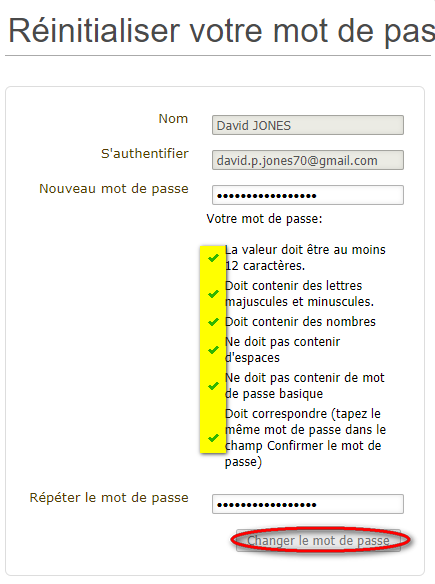 Réinitialiser votre mot de pas
Nom
David JONES
S'authentifier
david.p.jones70@gmail.com
Nouveau mot de passe
•••••••••••••••••
Votre mot de passe:
La valeur doit être au moins
12 caractères.
Doit contenir des lettres
majuscules et minuscules.
Doit contenir des nombres
Ne doit pas contenir
d'espaces
Ne doit pas contenir de mot
de passe basique
Doit correspondre (tapez le
même mot de passe dans le
champ Confirmer le mot de
passe)
Répéter le mot de passe
•••••••••••••••••
Changer le mot de passe